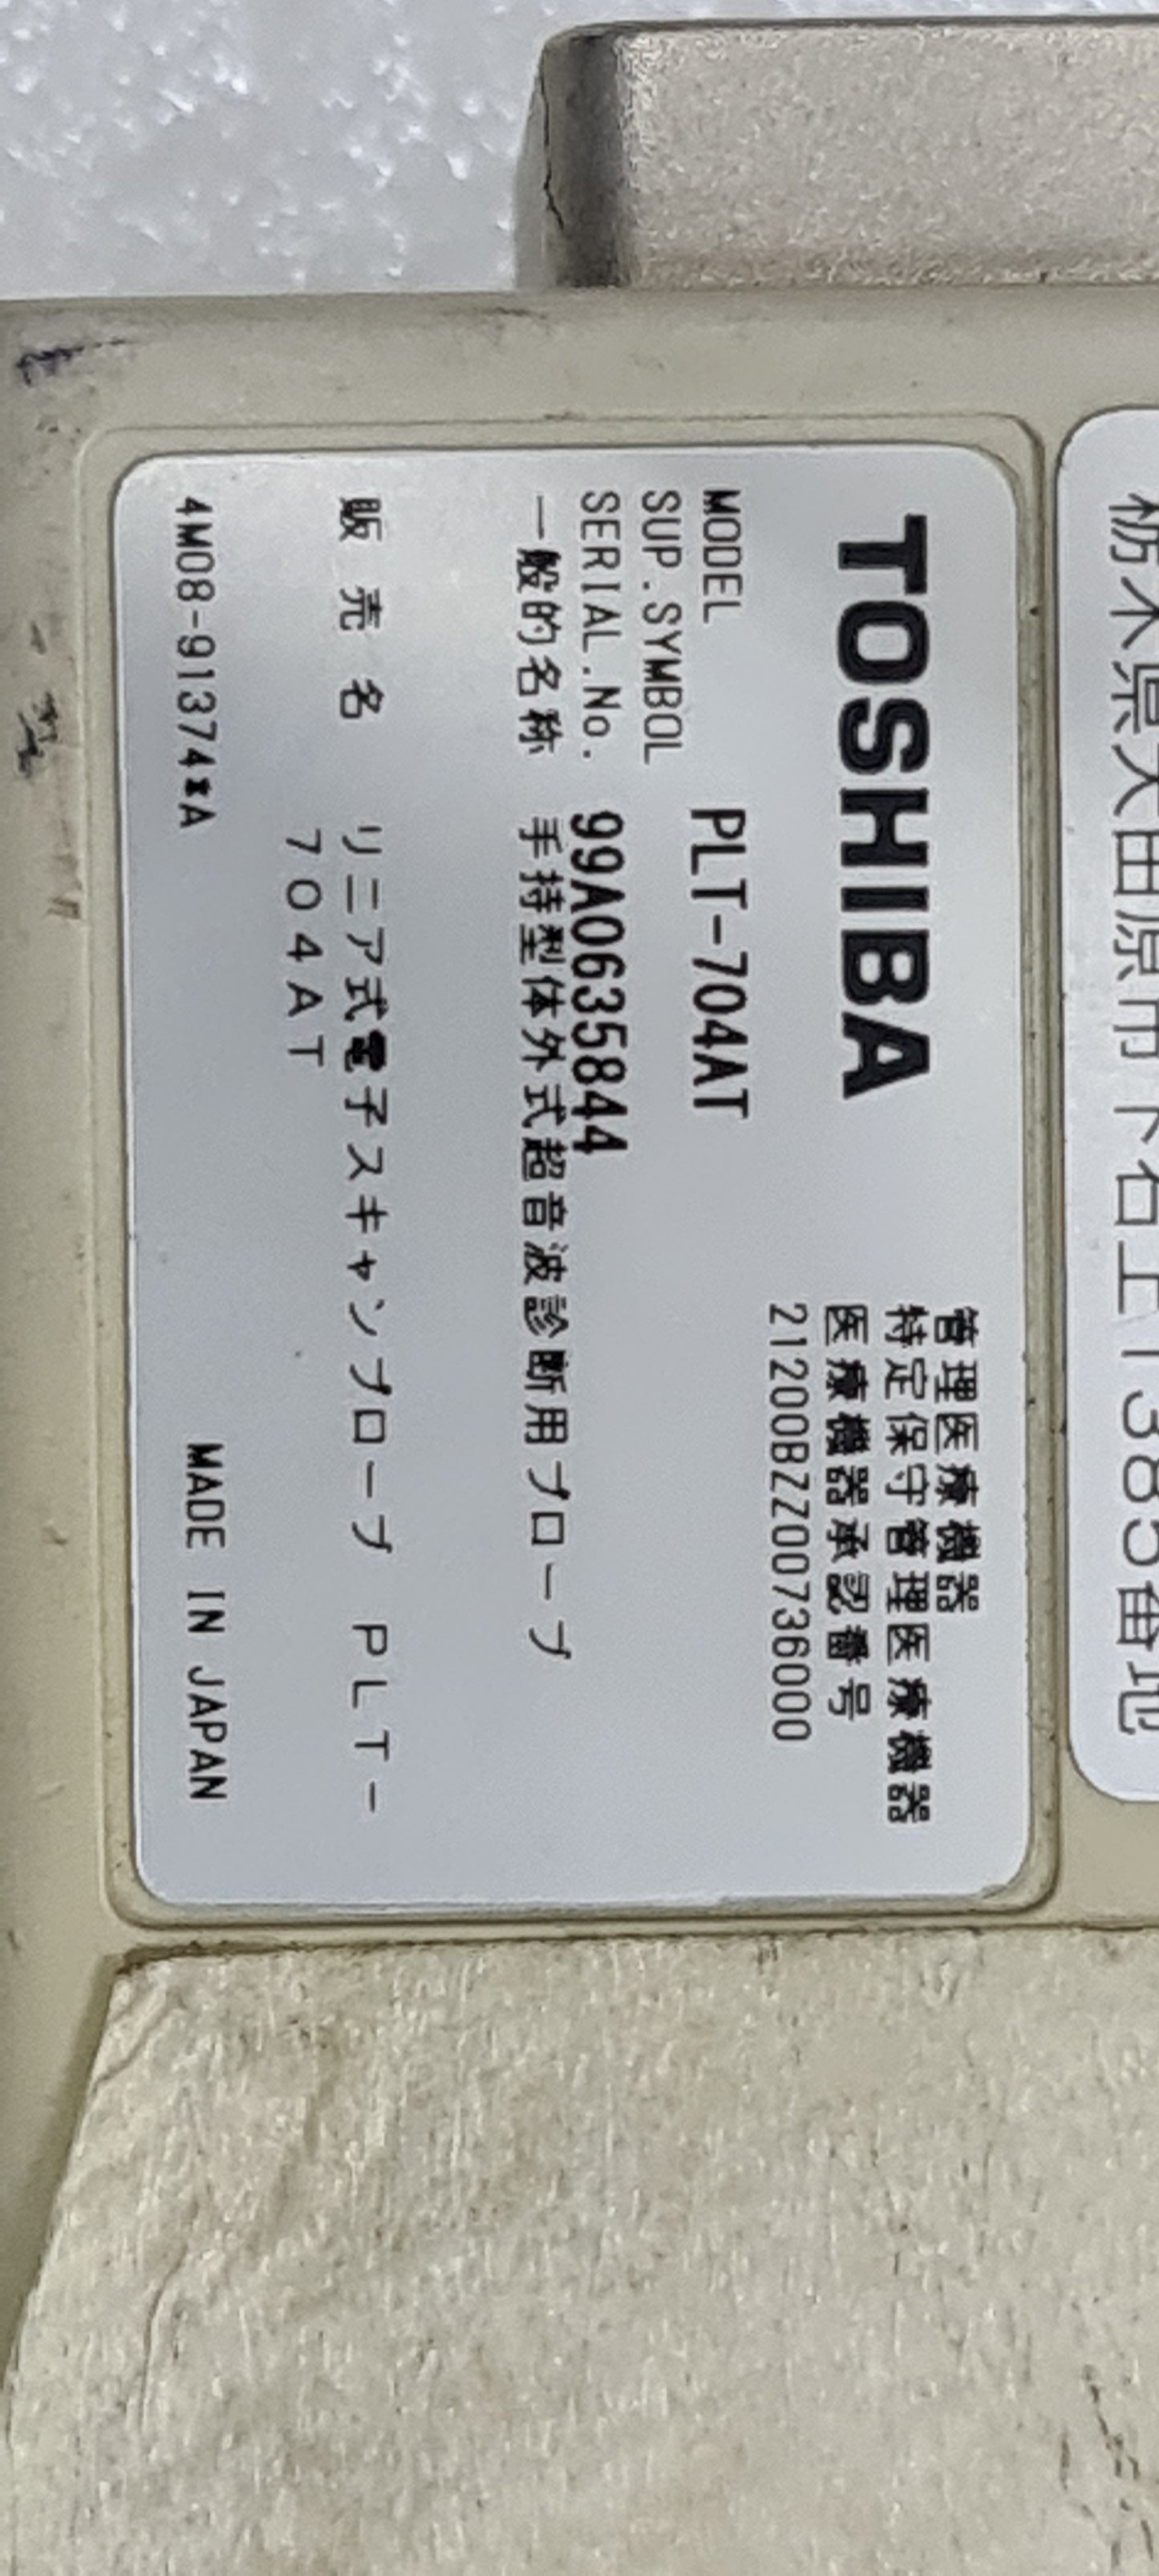 TOSHIBA
管理医療機器
特定保守管理医療機器
医療機器承認番号
21200BZZ00736000
MODEL PLT-704AT
SUP.SYMBOL
SERIAL.No. 99A0635844
一般的名称 手持型体外式超音波診断用プローブ
販売名 リニア式電子スキャンプローブ PLT-
704AT
4M08-91374*A MADE IN JAPAN
栃木県大田原市下石上1385番地